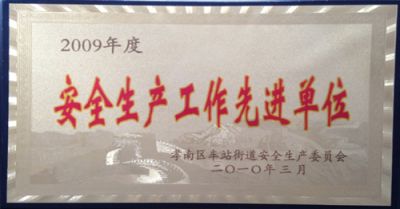 2009年度
安全生产工作先进单位
孝南区车站街道安全生产委员会
二〇一〇年三月